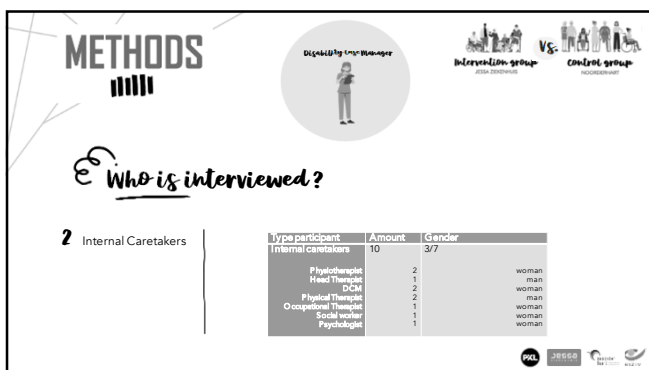 METHODS
Disability Case Manager
Intervention group
JESSA ZIEKENHUIS
VS.
Control group
NOORDERHART
Who is interviewed?
2 Internal Caretakers
Type participant Amount Gender
Internal caretakers 10 3/7
Physiotherapist 2 woman
Head Therapist 1 man
DCM 2 woman
Physical Therapist 2 man
Occupational Therapist 1 woman
Social worker 1 woman
Psychologist 1 woman
PXL
Jessa